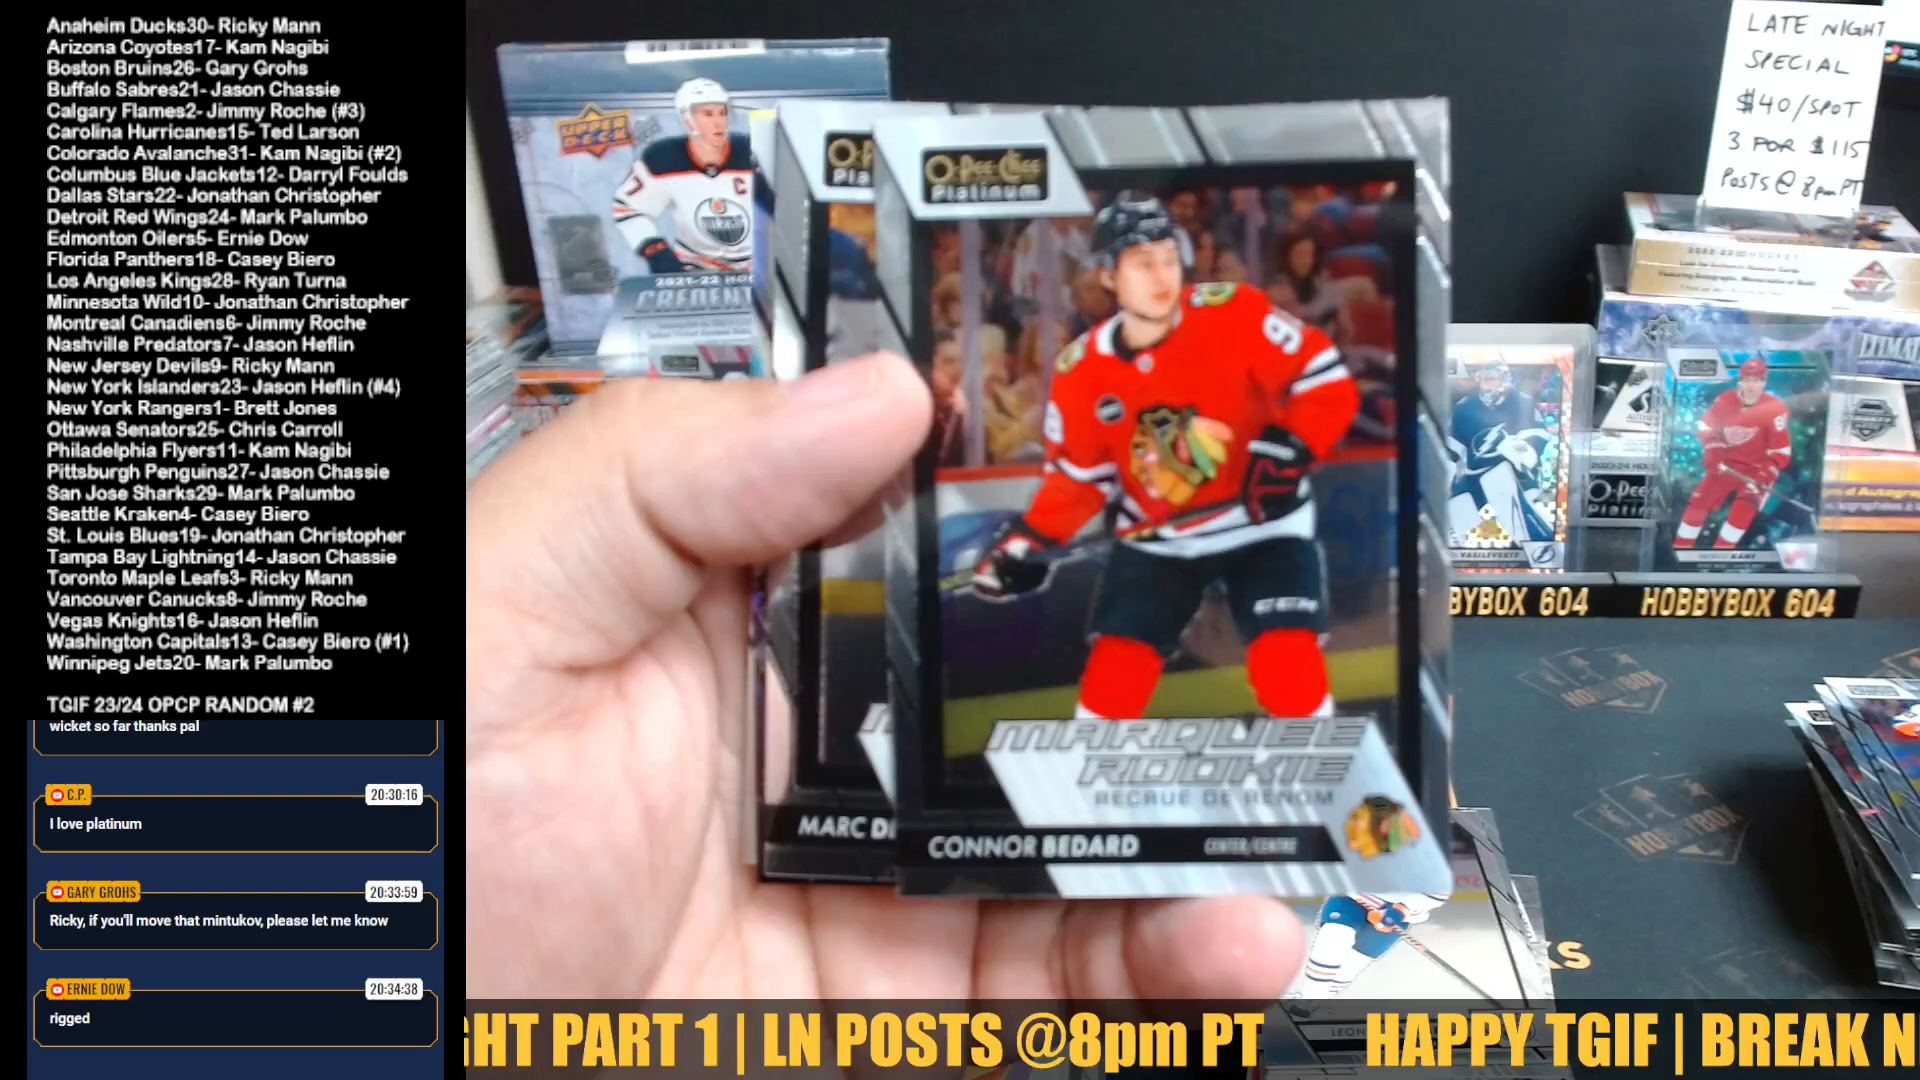 Anaheim Ducks30- Ricky Mann
Arizona Coyotes17- Kam Nagibi
Boston Bruins26- Gary Grohs
Buffalo Sabres21- Jason Chassie
Calgary Flames2- Jimmy Roche (#3)
Carolina Hurricanes15- Ted Larson
Colorado Avalanche31- Kam Nagibi (#2)
Columbus Blue Jackets12- Darryl Foulds
Dallas Stars22- Jonathan Christopher
Detroit Red Wings24- Mark Palumbo
Edmonton Oilers5- Ernie Dow
Florida Panthers18- Casey Biero
Los Angeles Kings28- Ryan Turna
Minnesota Wild10- Jonathan Christopher
Montreal Canadiens6- Jimmy Roche
Nashville Predators7- Jason Heflin
New Jersey Devils9- Ricky Mann
New York Islanders23- Jason Heflin (#4)
New York Rangers1- Brett Jones
Ottawa Senators25- Chris Carroll
Philadelphia Flyers11- Kam Nagibi
Pittsburgh Penguins27- Jason Chassie
San Jose Sharks29- Mark Palumbo
Seattle Kraken4- Casey Biero
St. Louis Blues19- Jonathan Christopher
Tampa Bay Lightning14- Jason Chassie
Toronto Maple Leafs3- Ricky Mann
Vancouver Canucks8- Jimmy Roche
Vegas Knights16- Jason Heflin
Washington Capitals13- Casey Biero (#1)
Winnipeg Jets20- Mark Palumbo
TGIF 23/24 OPCP RANDOM #2
wicket so far thanks pal
C.P. 20:30:16
I love platinum
GARY GROHS 20:33:59
Ricky, if you'll move that mintukov, please let me know
ERNIE DOW 20:34:38
rigged
UPPER DECK
2021-22
CREDENT
O-Pee-Chee
Platinum
MARQUEE
ROOKIE
RECRUE DE RENOM
CONNOR BEDARD CENTER/CENTRE
MARC
CCM
LATE NIGHT
SPECIAL
$40/SPOT
3 FOR $115
POSTS @ 8pm PT
VASILEVSKIY
KANE
HOBBYBOX 604
BYBOX 604
GHT PART 1 | LN POSTS @8pm PT HAPPY TGIF | BREAK N